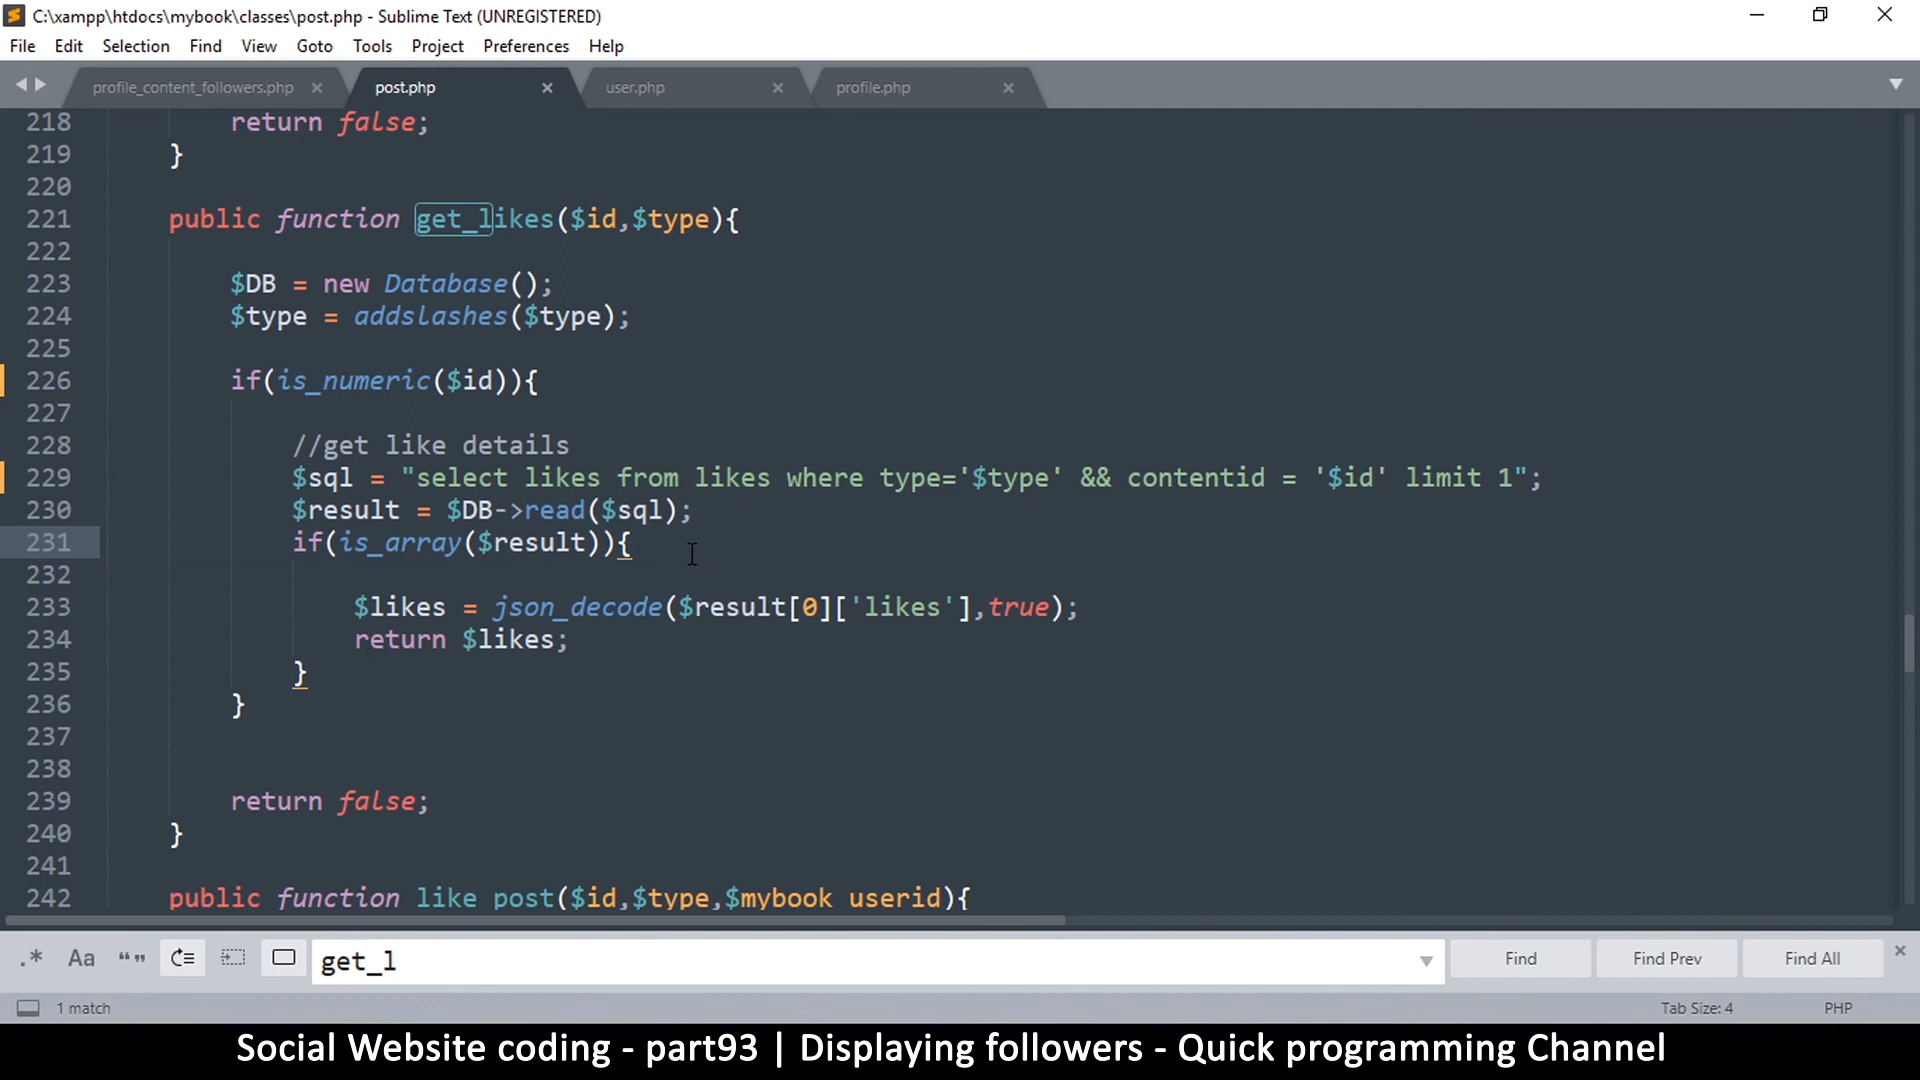 C:\xampp\htdocs\mybook\classes\post.php - Sublime Text (UNREGISTERED)
File Edit Selection Find View Goto Tools Project Preferences Help
profile_content_followers.php post.php user.php profile.php
218 return false;
219 }
220
221 public function get_likes($id,$type){
222
223 $DB = new Database();
224 $type = addslashes($type);
225
226 if(is_numeric($id)){
227
228 //get like details
229 $sql = "select likes from likes where type='$type' && contentid = '$id' limit 1";
230 $result = $DB->read($sql);
231 if(is_array($result)){
232
233 $likes = json_decode($result[0]['likes'],true);
234 return $likes;
235 }
236 }
237
238
239 return false;
240 }
241
242 public function like_post($id,$type,$mybook_userid){
.* Aa “” get_l Find Find Prev Find All
1 match Tab Size: 4 PHP
Social Website coding - part93 | Displaying followers - Quick programming Channel